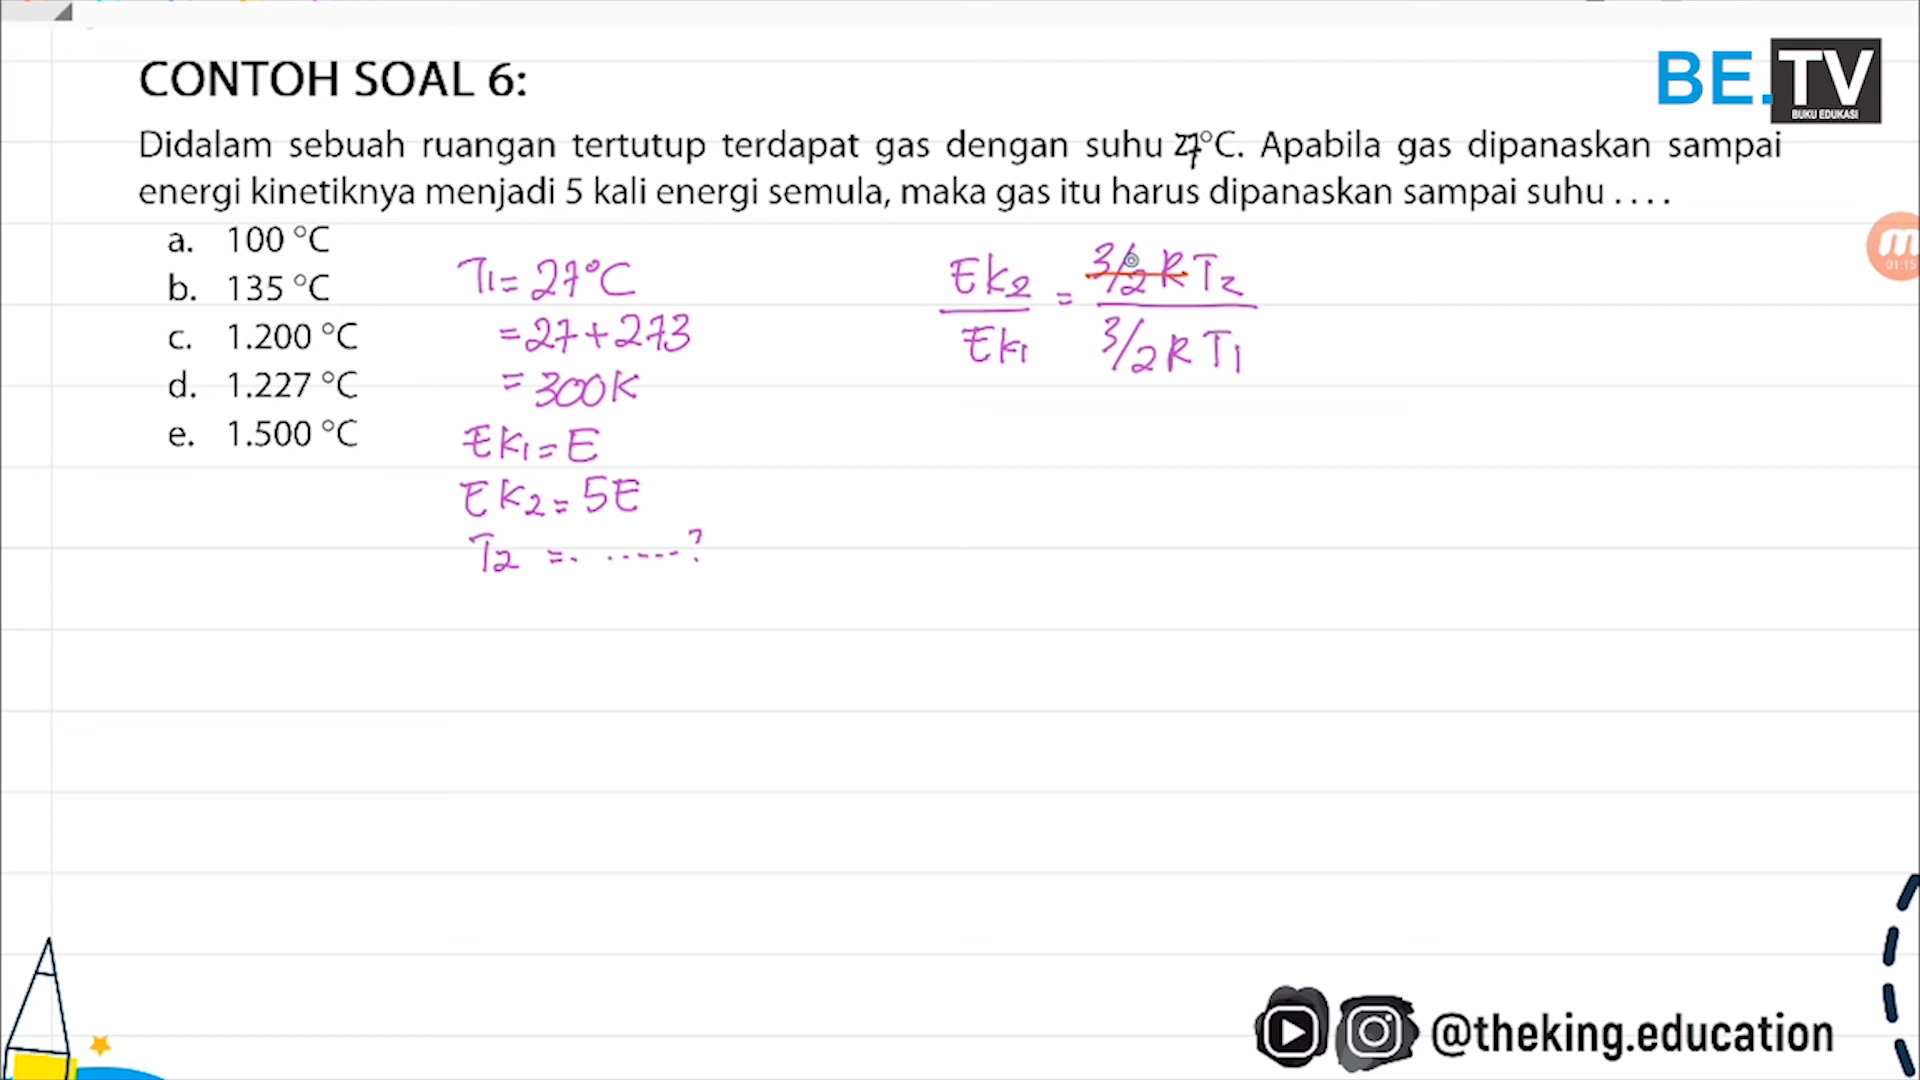 BE.TV
BUKU EDUKASI
CONTOH SOAL 6:
Didalam sebuah ruangan tertutup terdapat gas dengan suhu 27°C. Apabila gas dipanaskan sampai
energi kinetiknya menjadi 5 kali energi semula, maka gas itu harus dipanaskan sampai suhu . . . .
a. 100 °C
b. 135 °C
c. 1.200 °C
d. 1.227 °C
e. 1.500 °C
T1 = 27°C
= 27 + 273
= 300K
EK1 = E
EK2 = 5E
T2 = . ......?
EK2 = 3/2 R T2
EK1 3/2 R T1
01:15
@theking.education